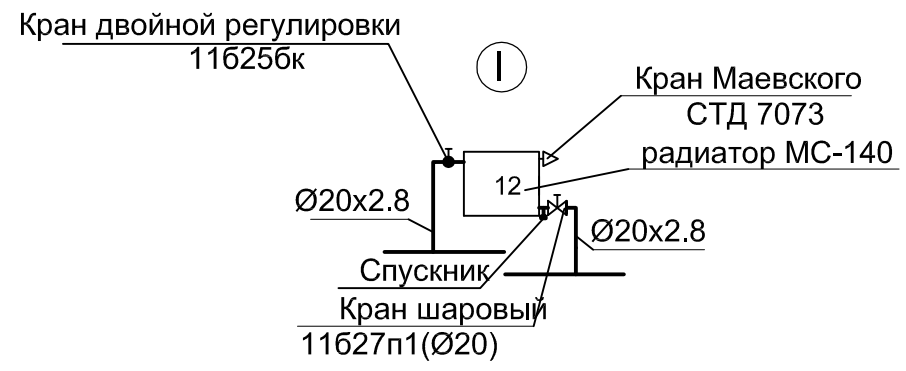 Кран двойной регулировки
11б25бк
I
Кран Маевского
СТД 7073
радиатор МС-140
12
Ø20x2.8
Ø20x2.8
Спускник
Кран шаровый
11б27п1(Ø20)